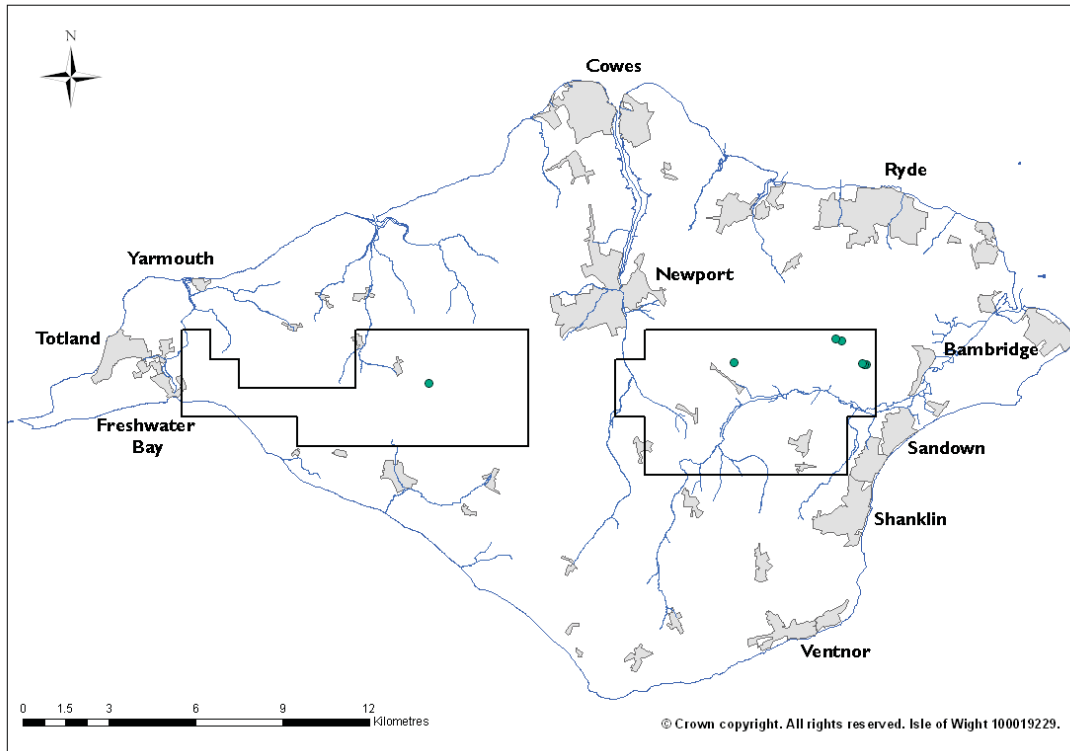 N
Cowes
Ryde
Yarmouth
Newport
Totland
Bambridge
Freshwater
Bay
Sandown
Shanklin
Ventnor
0 1.5 3 6 9 12
Kilometres
© Crown copyright. All rights reserved. Isle of Wight 100019229.